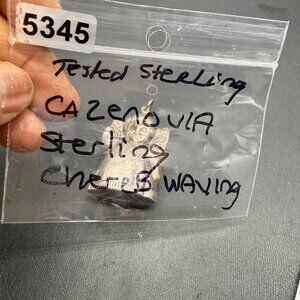 5345
Tested Sterling
CAZENOVIA
Sterling
CheruB WAVING